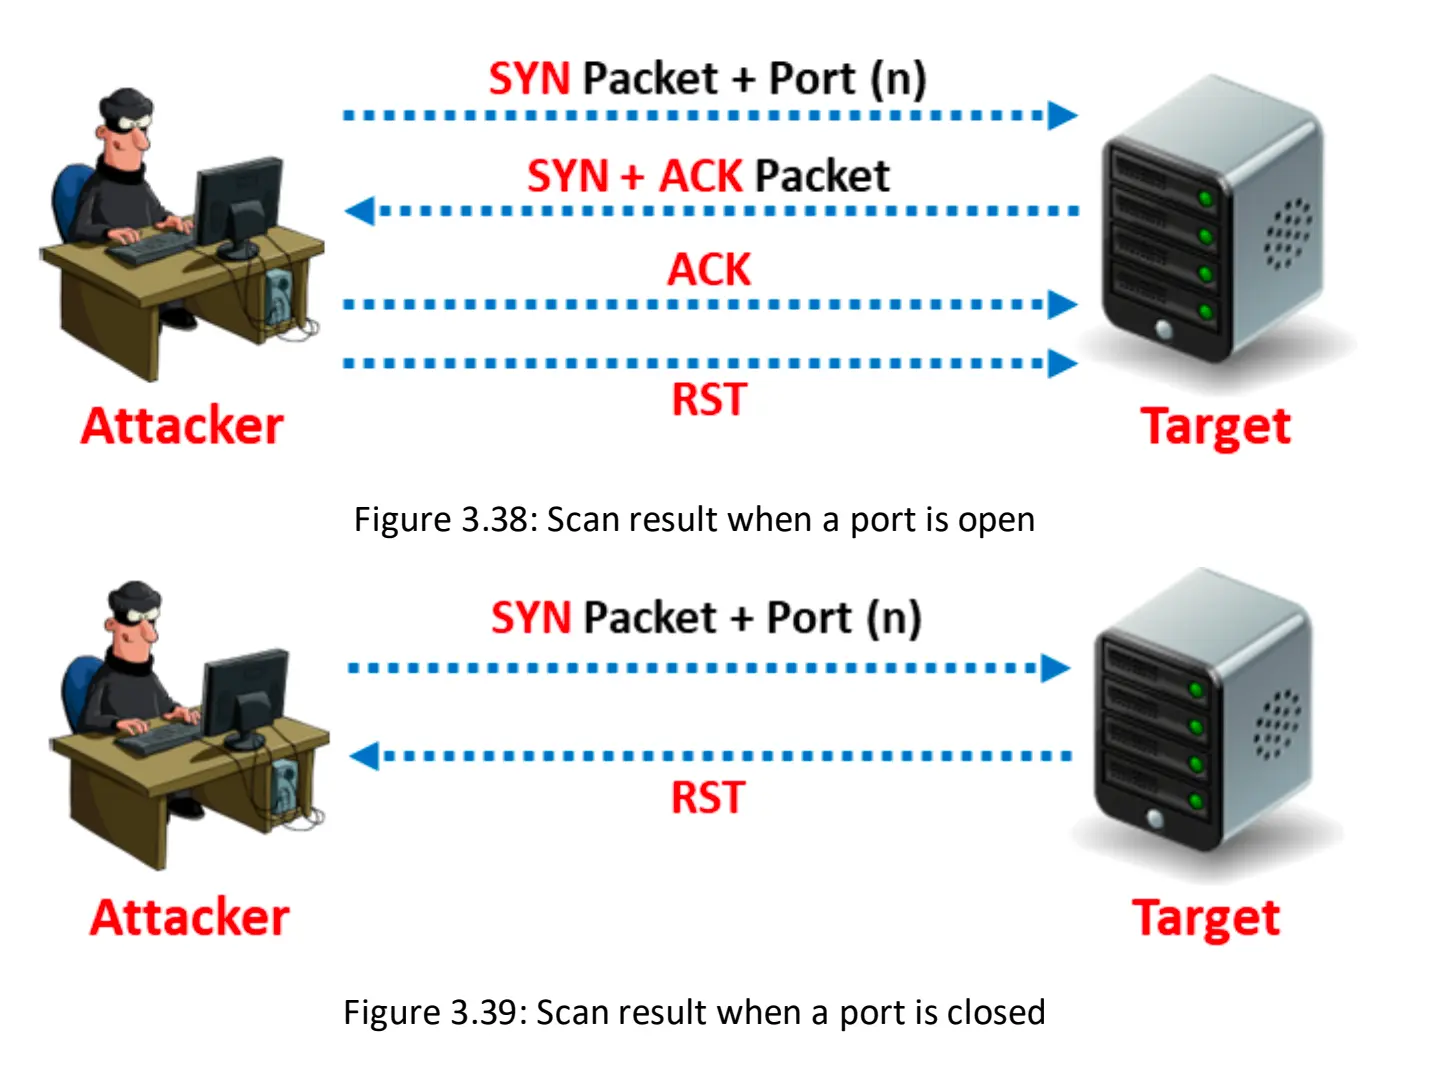 SYN Packet + Port (n)
SYN + ACK Packet
ACK
RST
Attacker
Target
Figure 3.38: Scan result when a port is open
SYN Packet + Port (n)
RST
Attacker
Target
Figure 3.39: Scan result when a port is closed